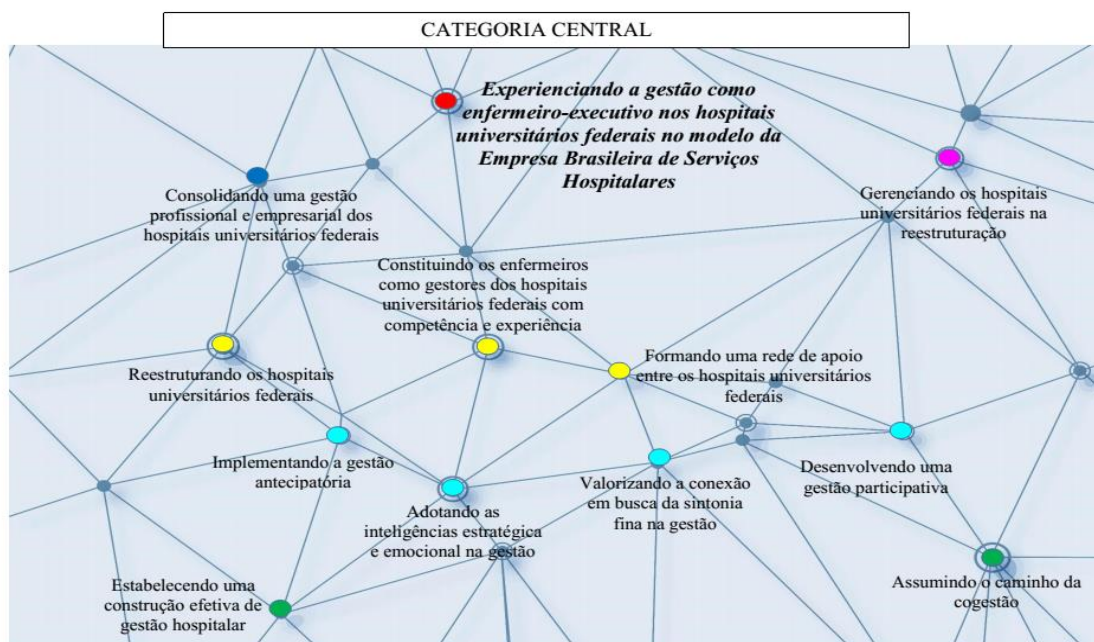 CATEGORIA CENTRAL
Experienciando a gestão como
enfermeiro-executivo nos hospitais
universitários federais no modelo da
Empresa Brasileira de Serviços
Hospitalares
Consolidando uma gestão
profissional e empresarial dos
hospitais universitários federais
Gerenciando os hospitais
universitários federais na
reestruturação
Constituindo os enfermeiros
como gestores dos hospitais
universitários federais com
competência e experiência
Reestruturando os hospitais
universitários federais
Formando uma rede de apoio
entre os hospitais universitários
federais
Implementando a gestão
antecipatória
Adotando as
inteligências estratégica
e emocional na gestão
Valorizando a conexão
em busca da sintonia
fina na gestão
Desenvolvendo uma
gestão participativa
Estabelecendo uma
construção efetiva de
gestão hospitalar
Assumindo o caminho da
cogestão